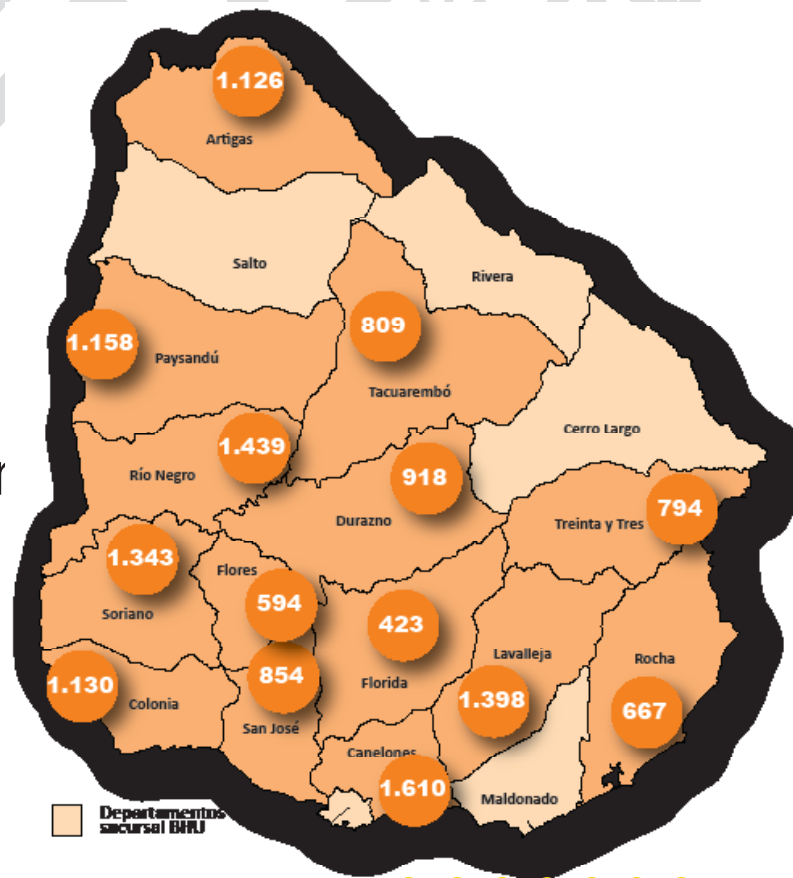 1.126
Artigas
Salto
Rivera
1.158
Paysandú
809
Tacuarembó
Cerro Largo
1.439
Río Negro
918
Durazno
794
Treinta y Tres
1.343
Soriano
Flores
594
423
Florida
Lavalleja
1.398
Rocha
667
1.130
Colonia
854
San José
Canelones
1.610
Maldonado
Departamentos
sucursal BHU